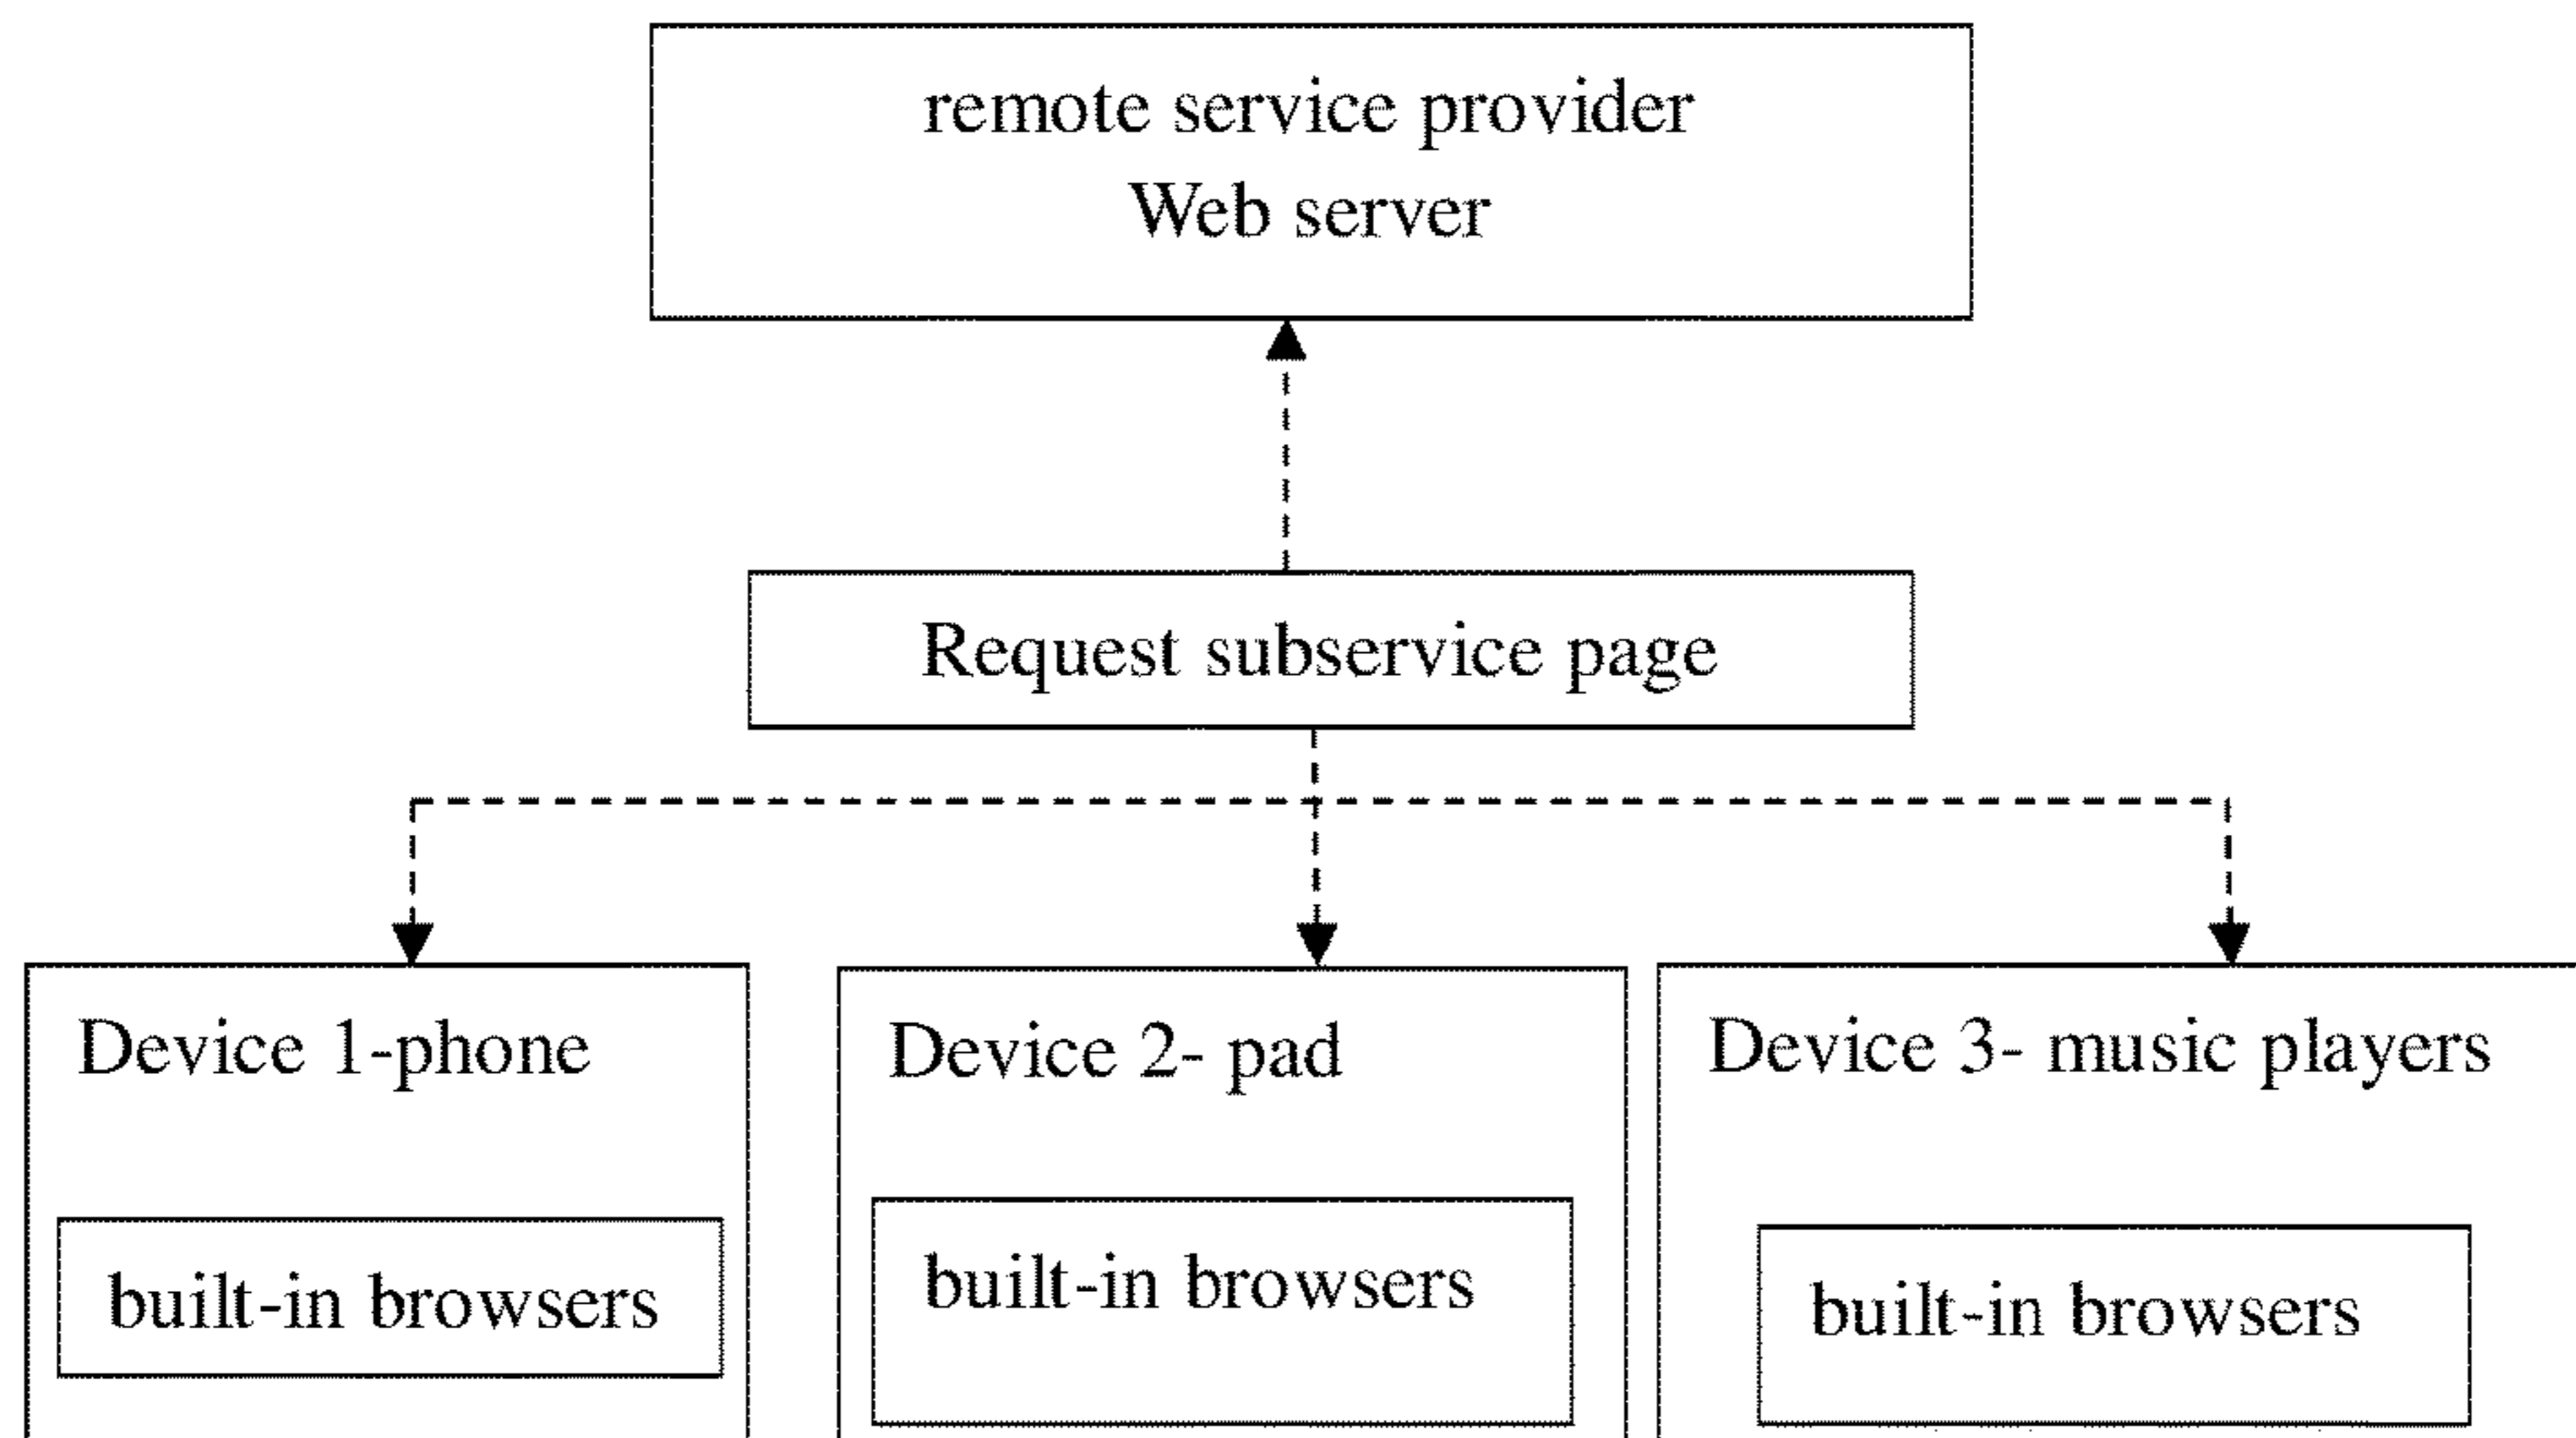 remote service provider
Web server
Request subservice page
Device 1-phone
Device 2- pad
Device 3- music players
built-in browsers
built-in browsers
built-in browsers